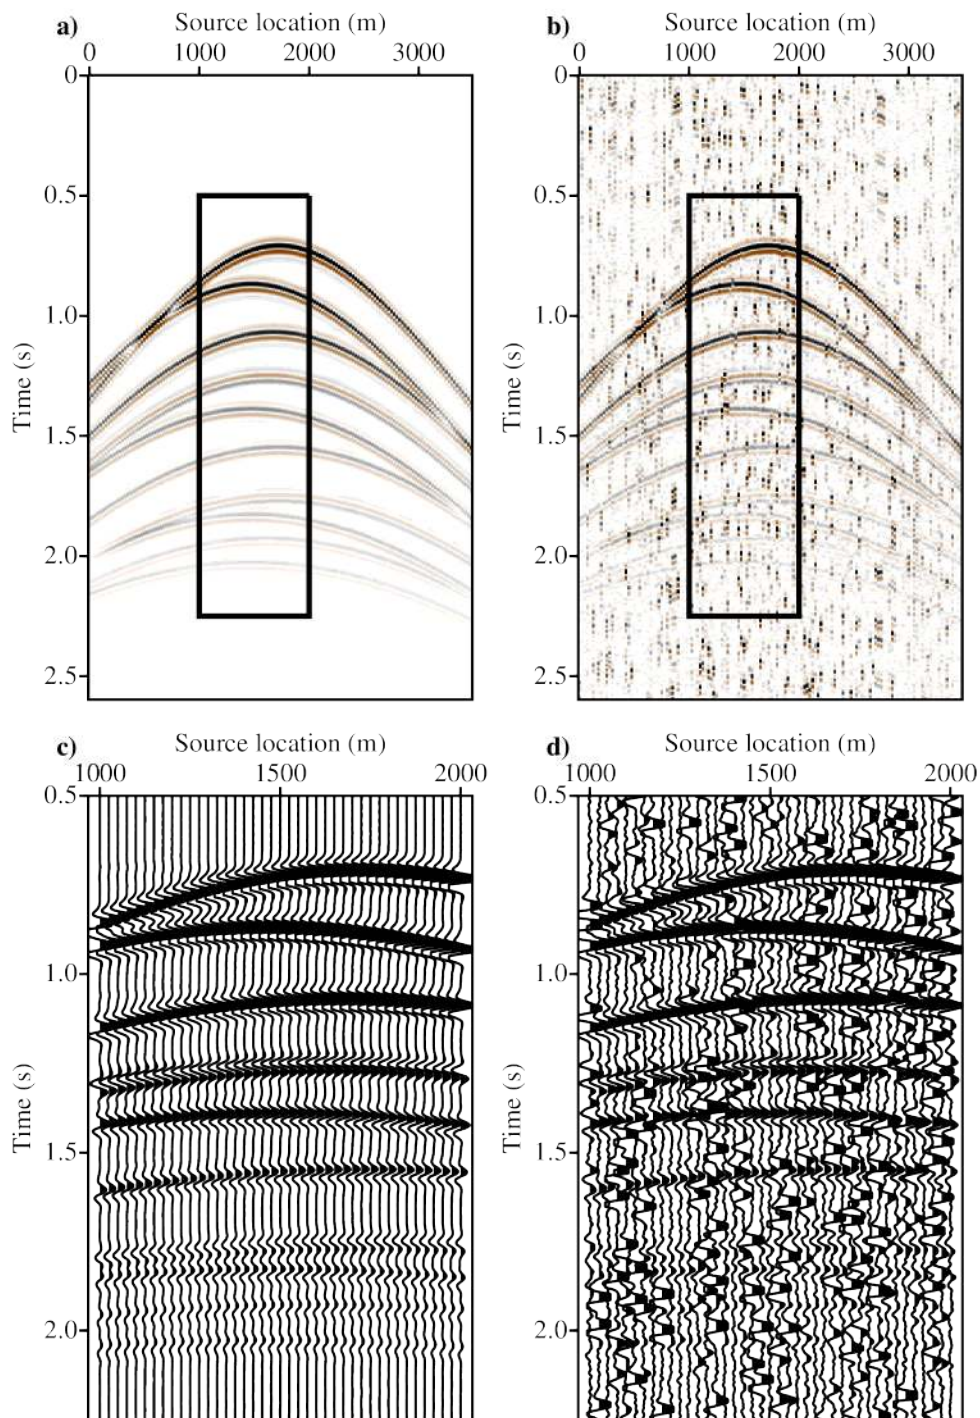 a) Source location (m)
0 1000 2000 3000
0
0.5
1.0
1.5
2.0
2.5
Time (s)
b) Source location (m)
0 1000 2000 3000
0
0.5
1.0
1.5
2.0
2.5
Time (s)
c) Source location (m)
1000 1500 2000
0.5
1.0
1.5
2.0
Time (s)
d) Source location (m)
1000 1500 2000
0.5
1.0
1.5
2.0
Time (s)